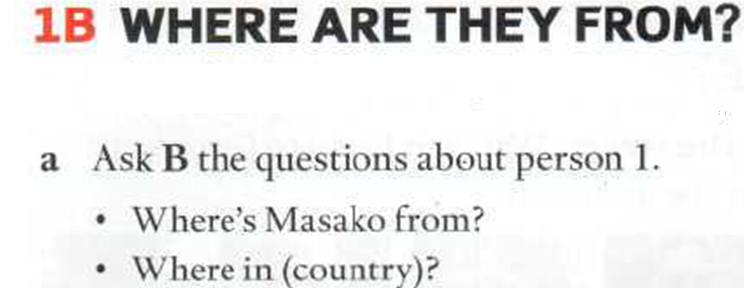 1B WHERE ARE THEY FROM?
a Ask B the questions about person 1.
• Where's Masako from?
• Where in (country)?